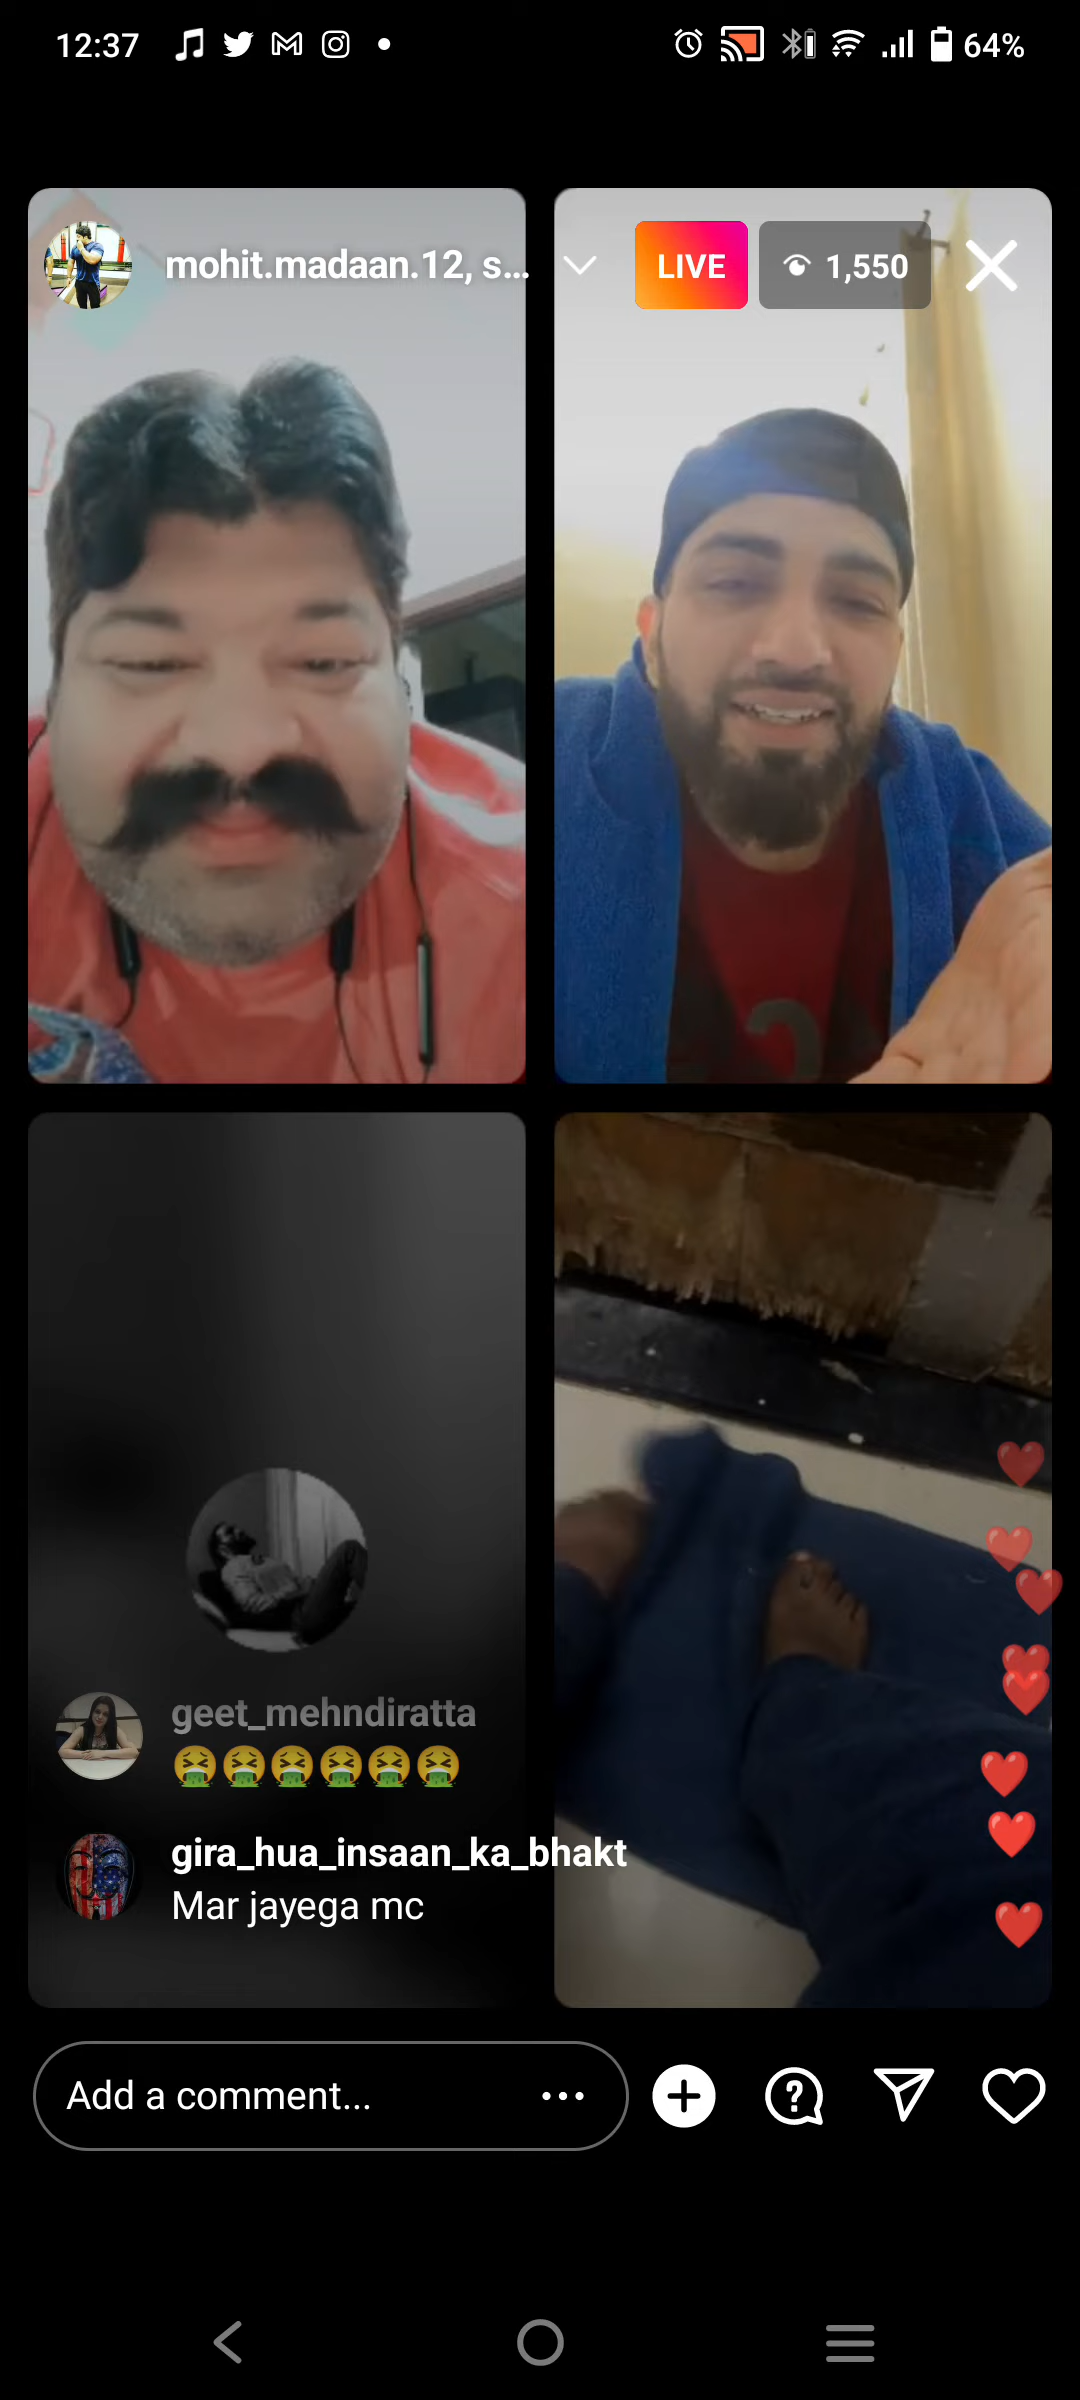 12:37
64%
mohit.madaan.12, s...
LIVE
1,550
geet_mehndiratta
🤮🤮🤮🤮🤮🤮
gira_hua_insaan_ka_bhakt
Mar jayega mc
Add a comment...